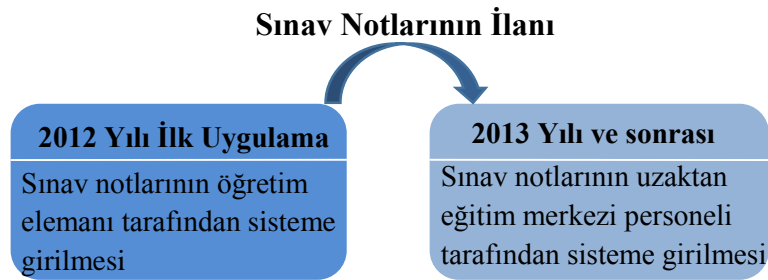 Sınav Notlarının İlanı
2012 Yılı İlk Uygulama
Sınav notlarının öğretim
elemanı tarafından sisteme
girilmesi
2013 Yılı ve sonrası
Sınav notlarının uzaktan
eğitim merkezi personeli
tarafından sisteme girilmesi